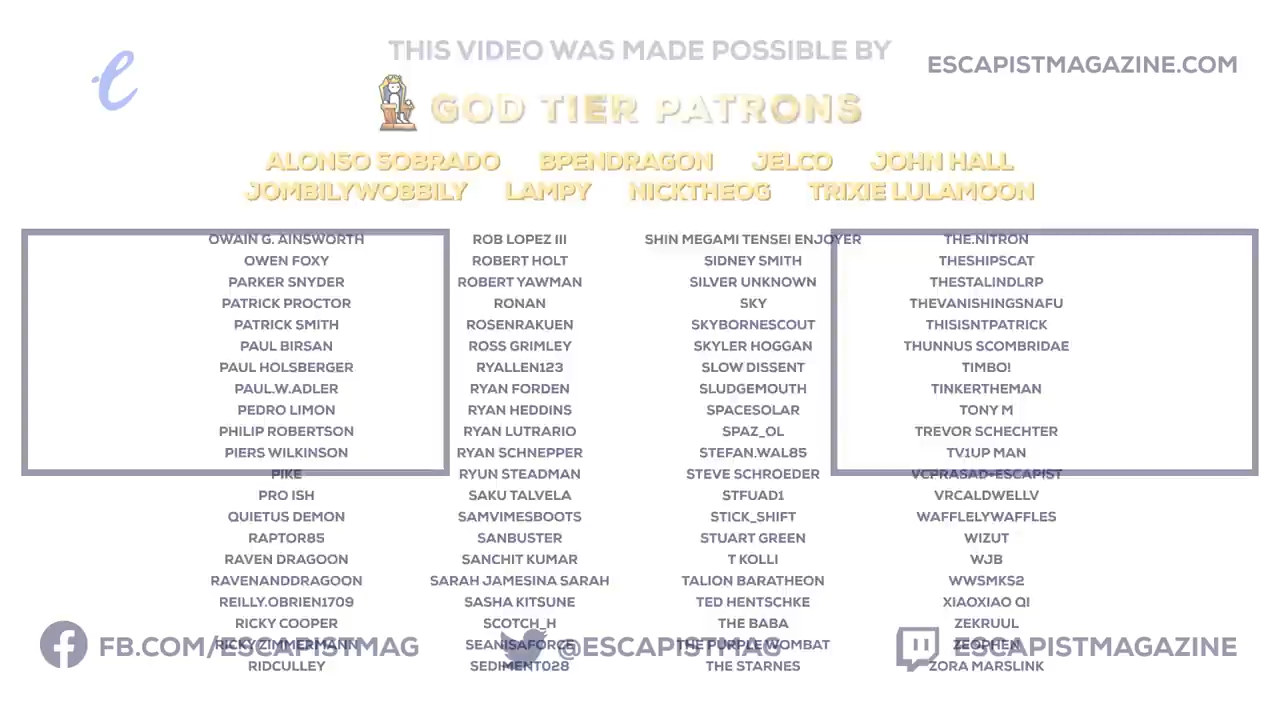 THIS VIDEO WAS MADE POSSIBLE BY
e
ESCAPISTMAGAZINE.COM
GOD TIER PATRONS
ALONSO SOBRADO BPENDRAGON JELCO JOHN HALL
JOMBILYWOBBILY LAMPY NICKTHEOG TRIXIE LULAMOON
OWAIN G. AINSWORTH
OWEN FOXY
PARKER SNYDER
PATRICK PROCTOR
PATRICK SMITH
PAUL BIRSAN
PAUL HOLSBERGER
PAUL.W.ADLER
PEDRO LIMON
PHILIP ROBERTSON
PIERS WILKINSON
PIKE
PRO ISH
QUIETUS DEMON
RAPTOR85
RAVEN DRAGOON
RAVENANDDRAGOON
REILLY.OBRIEN1709
RICKY COOPER
RICKY ZIMMERMANN
RIDCULLEY
ROB LOPEZ III
ROBERT HOLT
ROBERT YAWMAN
RONAN
ROSENRAKUEN
ROSS GRIMLEY
RYALLEN123
RYAN FORDEN
RYAN HEDDINS
RYAN LUTRARIO
RYAN SCHNEPPER
RYUN STEADMAN
SAKU TALVELA
SAMVIMESBOOTS
SANBUSTER
SANCHIT KUMAR
SARAH JAMESINA SARAH
SASHA KITSUNE
SCOTCH_H
SEANISAFORCE
SEDIMENT028
SHIN MEGAMI TENSEI ENJOYER
SIDNEY SMITH
SILVER UNKNOWN
SKY
SKYBORNESCOUT
SKYLER HOGGAN
SLOW DISSENT
SLUDGEMOUTH
SPACESOLAR
SPAZ_OL
STEFAN.WAL85
STEVE SCHROEDER
STFUAD1
STICK_SHIFT
STUART GREEN
T KOLLI
TALION BARATHEON
TED HENTSCHKE
THE BABA
THE PURPLE WOMBAT
THE STARNES
THE.NITRON
THESHIPSCAT
THESTALINDLRP
THEVANISHINGSNAFU
THISISNTPATRICK
THUNNUS SCOMBRIDAE
TIMBO!
TINKERTHEMAN
TONY M
TREVOR SCHECHTER
TV1UP MAN
VCPRASAD+ESCAPIST
VRCALDWELLV
WAFFLELYWAFFLES
WIZUT
WJB
WWSMKS2
XIAOXIAO QI
ZEKRUUL
ZEOPHEN
ZORA MARSLINK
FB.COM/ESCAPISTMAG
@ESCAPISTMAG
ESCAPISTMAGAZINE